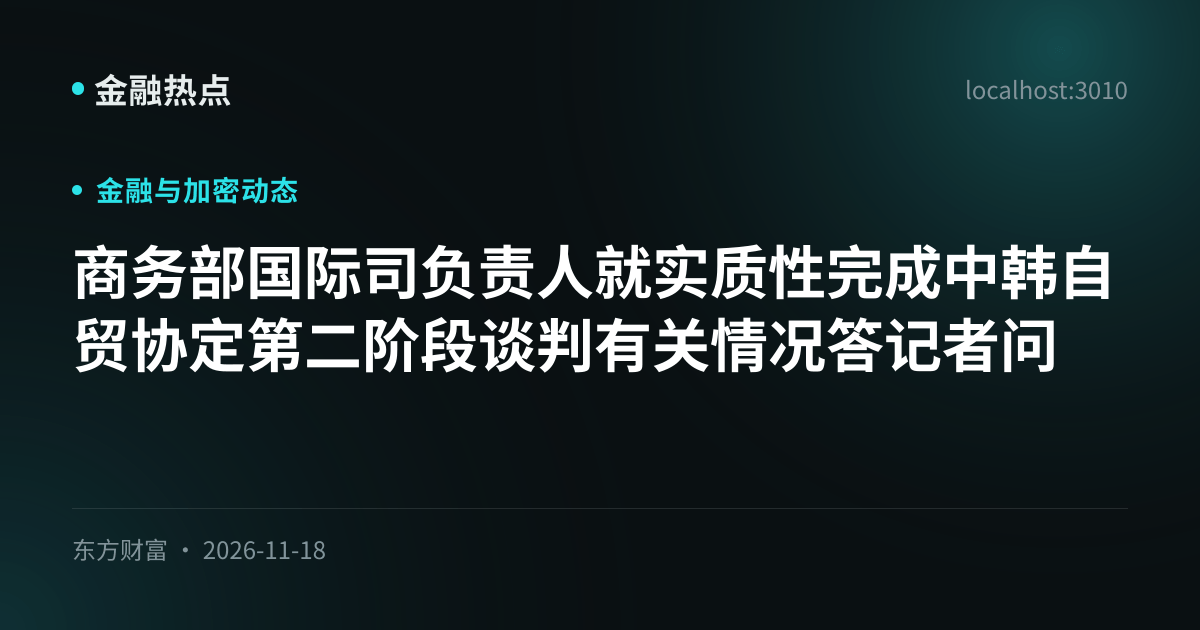 金融热点
localhost:3010
金融与加密动态
商务部国际司负责人就实质性完成中韩自
贸协定第二阶段谈判有关情况答记者问
东方财富 · 2026-11-18